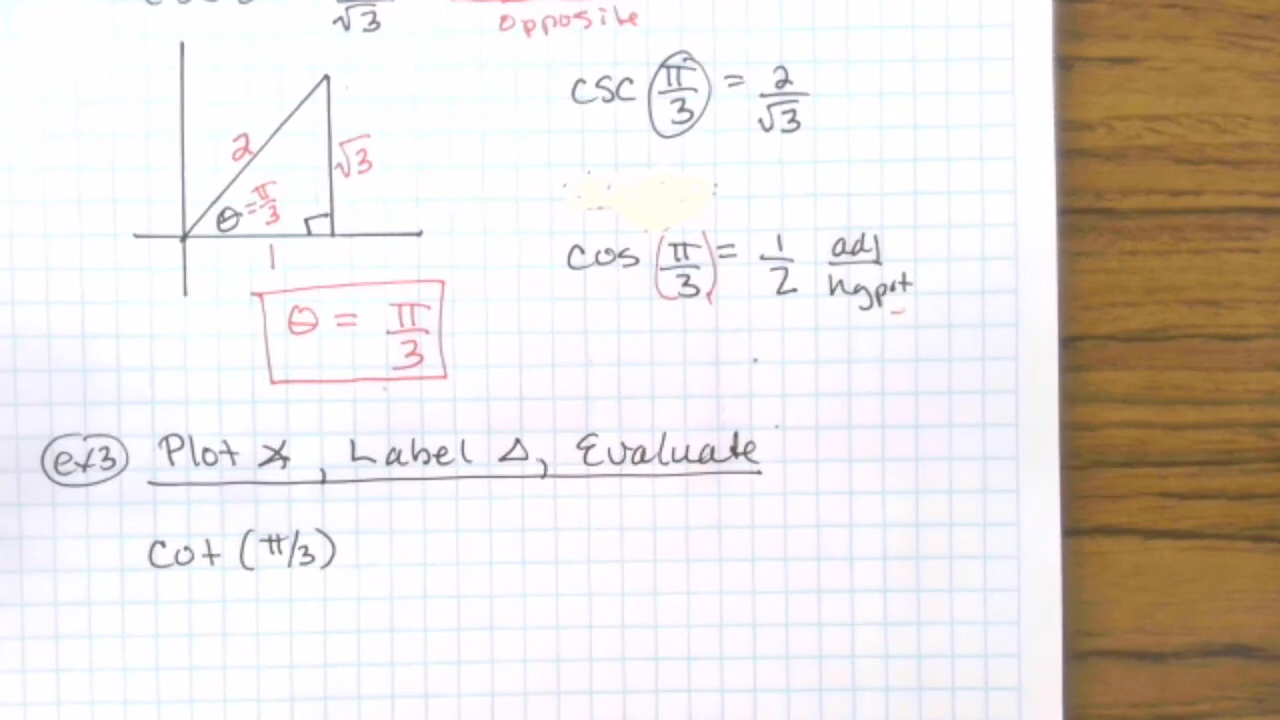 √3
opposite
csc (π/3) = 2/√3
2
√3
θ = π/3
1
cos (π/3) = 1/2 adj/hypot
θ = π/3
ex3 Plot ∡, Label Δ, Evaluate
cot (π/3)